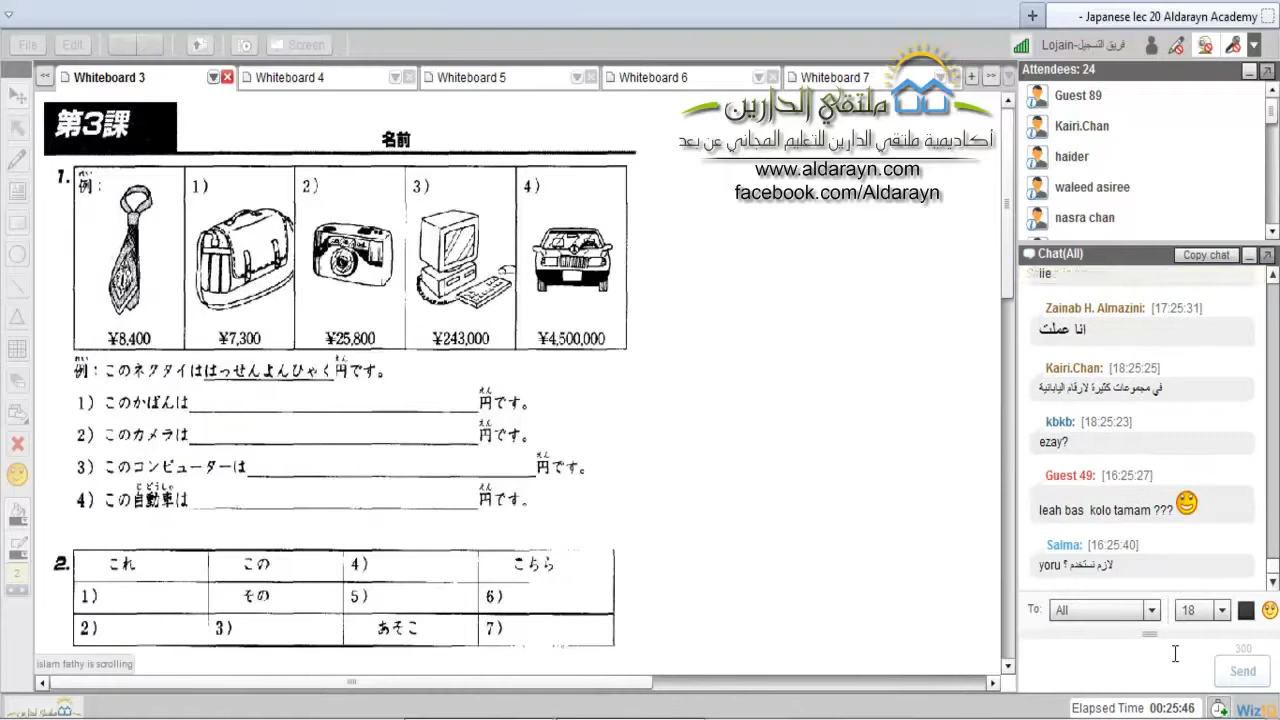 - Japanese lec 20 Aldarayn Academy
File Edit Screen
Lojain-فريق التسجيل
<< Whiteboard 3 Whiteboard 4 Whiteboard 5 Whiteboard 6 Whiteboard 7 + >>
Attendees: 24
Guest 89
Kairi.Chan
haider
waleed asiree
nasra chan
ملتقي الدارين
أكاديمية ملتقي الدارين للتعليم المجاني عن بعد
www.aldarayn.com
facebook.com/Aldarayn
第3課
名前
1.
例: 1) 2) 3) 4)
¥8,400 ¥7,300 ¥25,800 ¥243,000 ¥4,500,000
例:このネクタイははっせんよんひゃく円です。
1)このかばんは 円です。
2)このカメラは 円です。
3)このコンピューターは 円です。
4)この自動車は 円です。
2.
これ この 4) こちら
1) その 5) 6)
2) 3) あそこ 7)
islam fathy is scrolling
Chat(All) Copy chat
iie
Zainab H. Almazini: [17:25:31]
انا عملت
Kairi.Chan: [18:25:25]
في مجموعات كثيرة لارقام اليابانية
kbkb: [18:25:23]
ezay?
Guest 49: [16:25:27]
leah bas kolo tamam ???
Salma: [16:25:40]
yoru لازم نستخدم ؟
To: All 18
300
Send
Elapsed Time 00:25:46
WizIQ